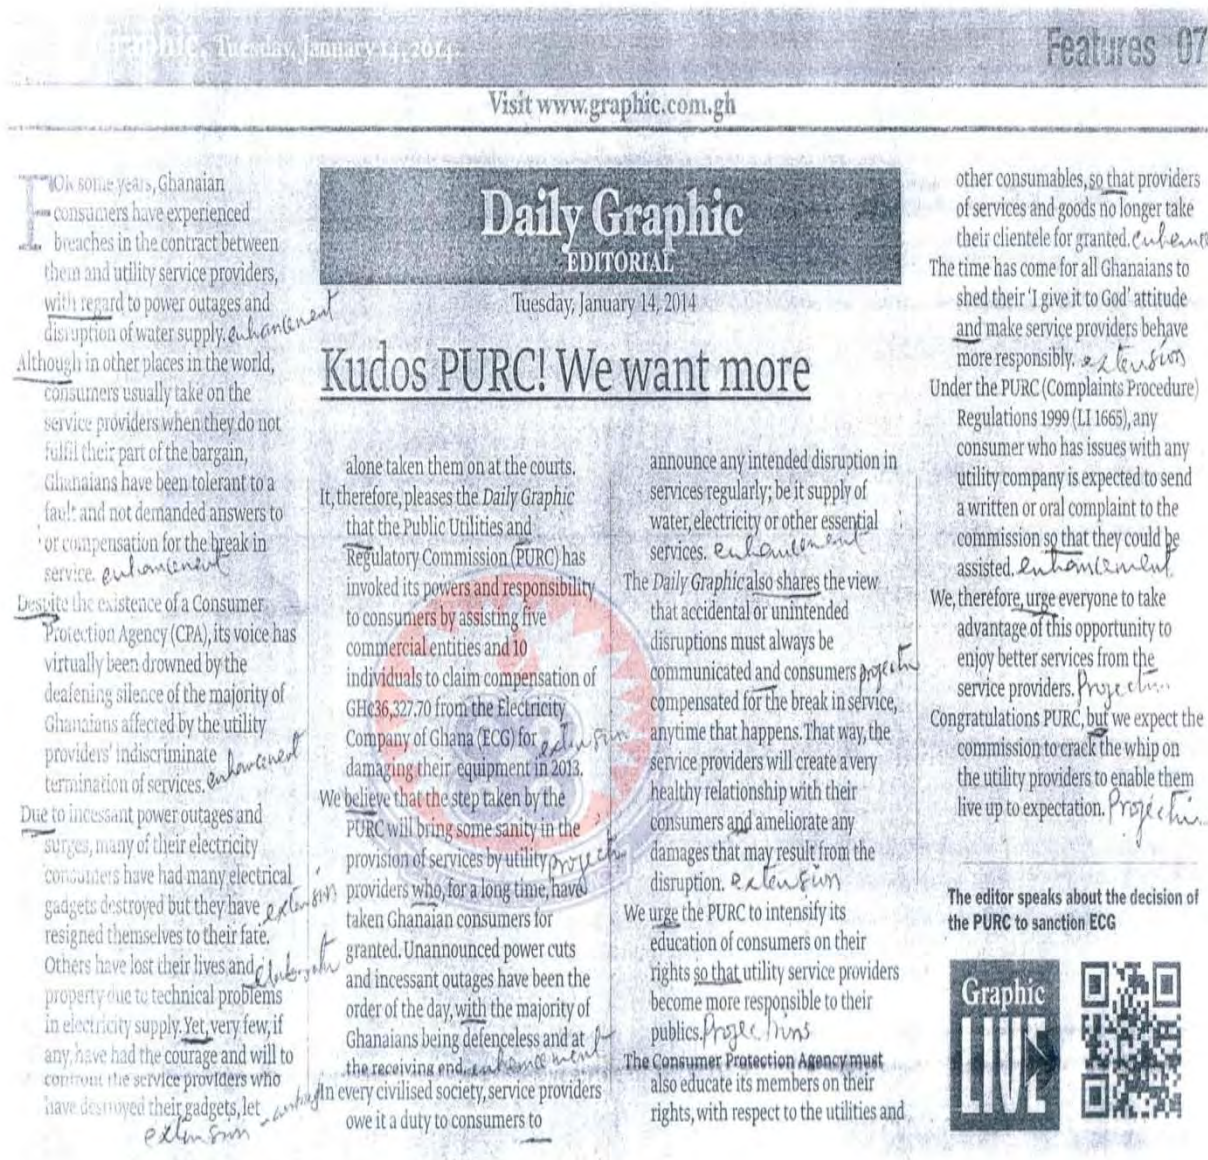 Graphic, Tuesday, January 14, 2014
Features 07
Visit www.graphic.com.gh
FOR some years, Ghanaian
consumers have experienced
breaches in the contract between
them and utility service providers,
with regard to power outages and
disruption of water supply. enhancement
Although in other places in the world,
consumers usually take on the
service providers when they do not
fulfil their part of the bargain,
Ghanaians have been tolerant to a
fault and not demanded answers to
or compensation for the break in
service. enhancement
Despite the existence of a Consumer
Protection Agency (CPA), its voice has
virtually been drowned by the
deafening silence of the majority of
Ghanaians affected by the utility
providers' indiscriminate
termination of services. enhancement
Due to incessant power outages and
surges, many of their electricity
consumers have had many electrical
gadgets destroyed but they have extension
resigned themselves to their fate.
Others have lost their lives and
property due to technical problems
in electricity supply. Yet, very few, if
any, have had the courage and will to
confront the service providers who
have destroyed their gadgets, let
extension
Daily Graphic
EDITORIAL
Tuesday, January 14, 2014
Kudos PURC! We want more
alone taken them on at the courts.
It, therefore, pleases the Daily Graphic
that the Public Utilities and
Regulatory Commission (PURC) has
invoked its powers and responsibility
to consumers by assisting five
commercial entities and 10
individuals to claim compensation of
GH¢36,327.70 from the Electricity
Company of Ghana (ECG) for extension
damaging their equipment in 2013.
We believe that the step taken by the
PURC will bring some sanity in the
provision of services by utility
providers who, for a long time, have
taken Ghanaian consumers for
granted. Unannounced power cuts
and incessant outages have been the
order of the day, with the majority of
Ghanaians being defenceless and at
the receiving end. enhancement
In every civilised society, service providers
owe it a duty to consumers to
announce any intended disruption in
services regularly; be it supply of
water, electricity or other essential
services. enhancement
The Daily Graphic also shares the view
that accidental or unintended
disruptions must always be
communicated and consumers
compensated for the break in service,
anytime that happens. That way, the
service providers will create a very
healthy relationship with their
consumers and ameliorate any
damages that may result from the
disruption. extension
We urge the PURC to intensify its
education of consumers on their
rights so that utility service providers
become more responsible to their
publics. Projections
The Consumer Protection Agency must
also educate its members on their
rights, with respect to the utilities and
other consumables, so that providers
of services and goods no longer take
their clientele for granted.
The time has come for all Ghanaians to
shed their 'I give it to God' attitude
and make service providers behave
more responsibly. extension
Under the PURC (Complaints Procedure)
Regulations 1999 (LI 1665), any
consumer who has issues with any
utility company is expected to send
a written or oral complaint to the
commission so that they could be
assisted. enhancement
We, therefore, urge everyone to take
advantage of this opportunity to
enjoy better services from the
service providers. Projection
Congratulations PURC, but we expect the
commission to crack the whip on
the utility providers to enable them
live up to expectation. Projection
The editor speaks about the decision of
the PURC to sanction ECG
Graphic
LIVE